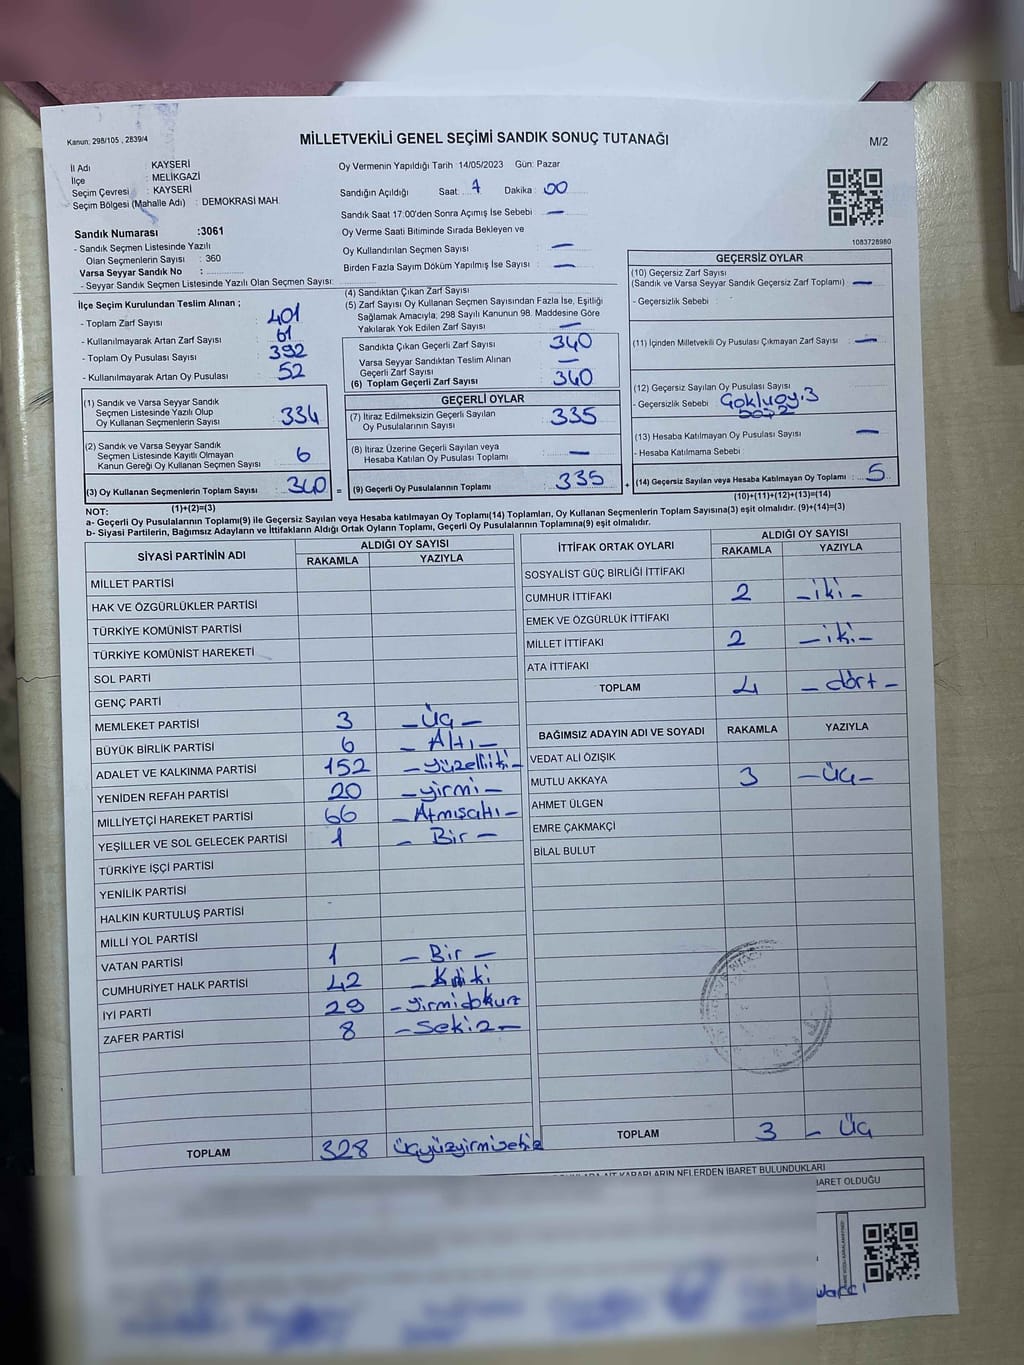 Kanun: 298/105 , 2839/4
MİLLETVEKİLİ GENEL SEÇİMİ SANDIK SONUÇ TUTANAĞI
M/2
İl Adı : KAYSERİ
İlçe : MELİKGAZİ
Seçim Çevresi : KAYSERİ
Seçim Bölgesi (Mahalle Adı) : DEMOKRASİ MAH.
Sandık Numarası :3061
- Sandık Seçmen Listesinde Yazılı
Olan Seçmenlerin Sayısı : 360
Varsa Seyyar Sandık No :
- Seyyar Sandık Seçmen Listesinde Yazılı Olan Seçmen Sayısı:
Oy Vermenin Yapıldığı Tarih :14/05/2023 Gün: Pazar
Sandığın Açıldığı Saat: 7 Dakika : 00
Sandık Saat 17:00'den Sonra Açımış İse Sebebi —
Oy Verme Saati Bitiminde Sırada Bekleyen ve
Oy Kullandırılan Seçmen Sayısı —
Birden Fazla Sayım Döküm Yapılmış İse Sayısı : —
1083728980
İlçe Seçim Kurulundan Teslim Alınan ;
- Toplam Zarf Sayısı : 401
- Kullanılmayarak Artan Zarf Sayısı : 61
- Toplam Oy Pusulası Sayısı : 392
- Kullanılmayarak Artan Oy Pusulası : 52
(1) Sandık ve Varsa Seyyar Sandık
Seçmen Listesinde Yazılı Olup
Oy Kullanan Seçmenlerin Sayısı : 334
(2) Sandık ve Varsa Seyyar Sandık
Seçmen Listesinde Kayıtlı Olmayan
Kanun Gereği Oy Kullanan Seçmen Sayısı : 6
(3) Oy Kullanan Seçmenlerin Toplam Sayısı : 340
(1)+(2)=(3)
(4) Sandıktan Çıkan Zarf Sayısı
(5) Zarf Sayısı Oy Kullanan Seçmen Sayısından Fazla İse, Eşitliği
Sağlamak Amacıyla, 298 Sayılı Kanunun 98. Maddesine Göre
Yakılarak Yok Edilen Zarf Sayısı : —
Sandıkta Çıkan Geçerli Zarf Sayısı : 340
Varsa Seyyar Sandıktan Teslim Alınan
Geçerli Zarf Sayısı : —
(6) Toplam Geçerli Zarf Sayısı : 340
GEÇERLİ OYLAR
(7) İtiraz Edilmeksizin Geçerli Sayılan
Oy Pusulalarının Sayısı : 335
(8) İtiraz Üzerine Geçerli Sayılan veya
Hesaba Katılan Oy Pusulası Toplamı : —
= (9) Geçerli Oy Pusulalarının Toplamı : 335
GEÇERSİZ OYLAR
(10) Geçersiz Zarf Sayısı
(Sandık ve Varsa Seyyar Sandık Geçersiz Zarf Toplamı) : —
- Geçersizlik Sebebi :
(11) İçinden Milletvekili Oy Pusulası Çıkmayan Zarf Sayısı : —
(12) Geçersiz Sayılan Oy Pusulası Sayısı :
- Geçersizlik Sebebi : Çoklu oy: 3
boş 2
(13) Hesaba Katılmayan Oy Pusulası Sayısı : —
- Hesaba Katılmama Sebebi :
+ (14) Geçersiz Sayılan veya Hesaba Katılmayan Oy Toplamı : 5
(10)+(11)+(12)+(13)=(14)
NOT:
a- Geçerli Oy Pusulalarının Toplamı(9) ile Geçersiz Sayılan veya Hesaba katılmayan Oy Toplamı(14) Toplamları, Oy Kullanan Seçmenlerin Toplam Sayısına(3) eşit olmalıdır. (9)+(14)=(3)
b- Siyasi Partilerin, Bağımsız Adayların ve İttifakların Aldığı Ortak Oyların Toplamı, Geçerli Oy Pusulalarının Toplamına(9) eşit olmalıdır.
SİYASİ PARTİNİN ADI ALDIĞI OY SAYISI
RAKAMLA YAZIYLA
MİLLET PARTİSİ
HAK VE ÖZGÜRLÜKLER PARTİSİ
TÜRKİYE KOMÜNİST PARTİSİ
TÜRKİYE KOMÜNİST HAREKETİ
SOL PARTİ
GENÇ PARTİ
MEMLEKET PARTİSİ 3 – Üç –
BÜYÜK BİRLİK PARTİSİ 6 – Altı –
ADALET VE KALKINMA PARTİSİ 152 – yüzelliiki –
YENİDEN REFAH PARTİSİ 20 – yirmi –
MİLLİYETÇİ HAREKET PARTİSİ 66 – Atmışaltı –
YEŞİLLER VE SOL GELECEK PARTİSİ 1 – Bir –
TÜRKİYE İŞÇİ PARTİSİ
YENİLİK PARTİSİ
HALKIN KURTULUŞ PARTİSİ
MİLLİ YOL PARTİSİ
VATAN PARTİSİ 1 – Bir –
CUMHURİYET HALK PARTİSİ 42
İYİ PARTİ 29 – yirmidokuz
ZAFER PARTİSİ 8 – Sekiz –
TOPLAM 328 üçyüzyirmisekiz
İTTİFAK ORTAK OYLARI ALDIĞI OY SAYISI
RAKAMLA YAZIYLA
SOSYALİST GÜÇ BİRLİĞİ İTTİFAKI
CUMHUR İTTİFAKI 2 – iki –
EMEK VE ÖZGÜRLÜK İTTİFAKI
MİLLET İTTİFAKI 2 – iki –
ATA İTTİFAKI
TOPLAM 4 – dört –
BAĞIMSIZ ADAYIN ADI VE SOYADI RAKAMLA YAZIYLA
VEDAT ALİ ÖZIŞIK
MUTLU AKKAYA 3 – üç –
AHMET ÜLGEN
EMRE ÇAKMAKÇİ
BİLAL BULUT
TOPLAM 3 – üç
KARARLARIN NELERDEN İBARET BULUNDUKLARI
İBARET OLDUĞU